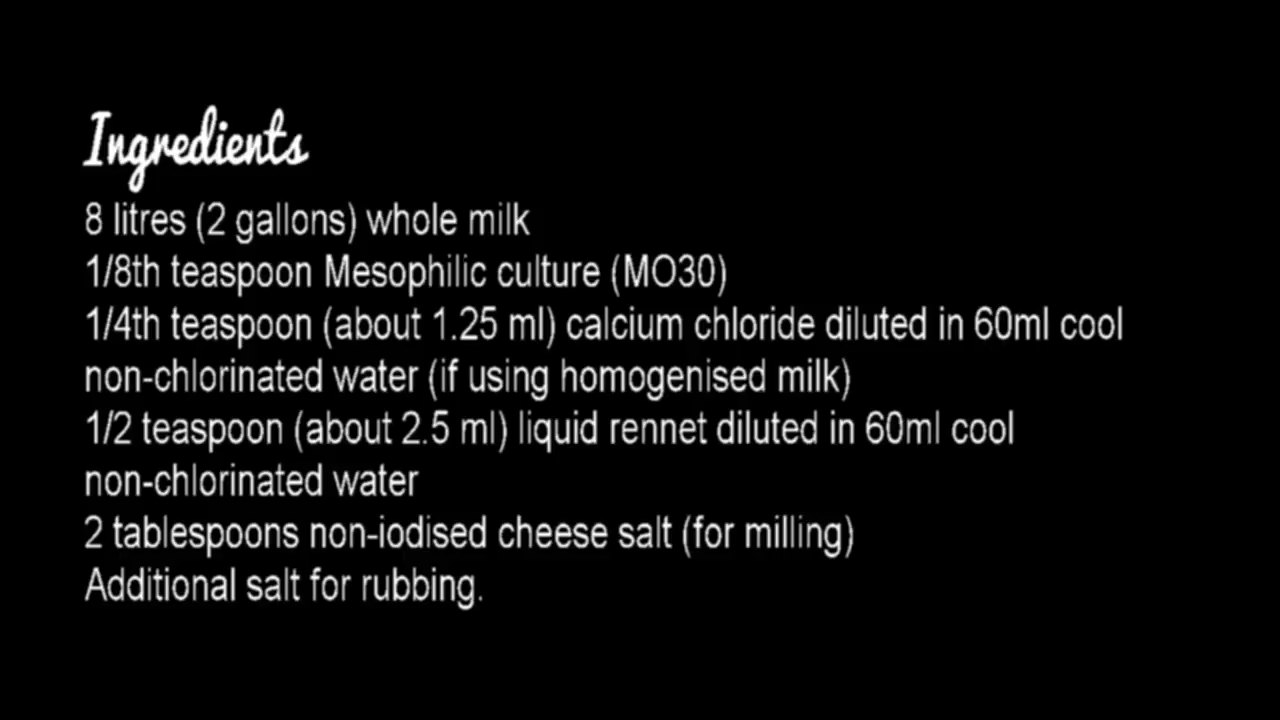 Ingredients
8 litres (2 gallons) whole milk
1/8th teaspoon Mesophilic culture (MO30)
1/4th teaspoon (about 1.25 ml) calcium chloride diluted in 60ml cool
non-chlorinated water (if using homogenised milk)
1/2 teaspoon (about 2.5 ml) liquid rennet diluted in 60ml cool
non-chlorinated water
2 tablespoons non-iodised cheese salt (for milling)
Additional salt for rubbing.